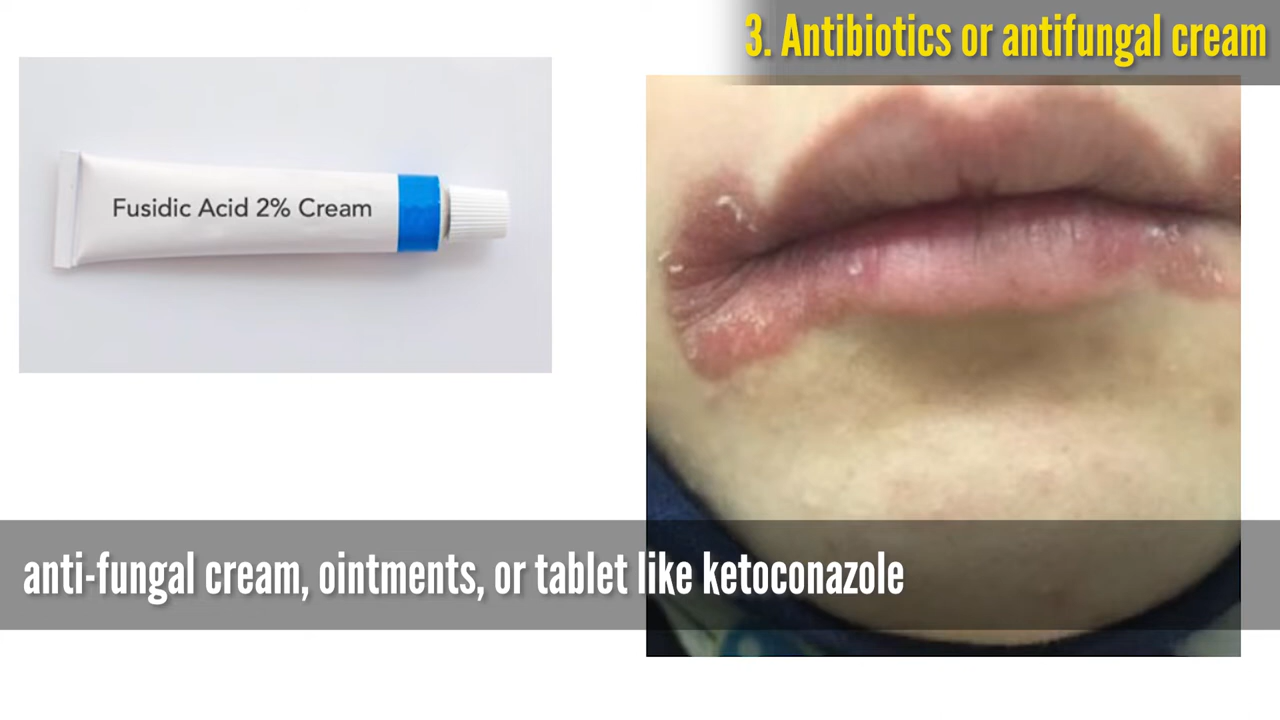 3. Antibiotics or antifungal cream
Fusidic Acid 2% Cream
anti-fungal cream, ointments, or tablet like ketoconazole